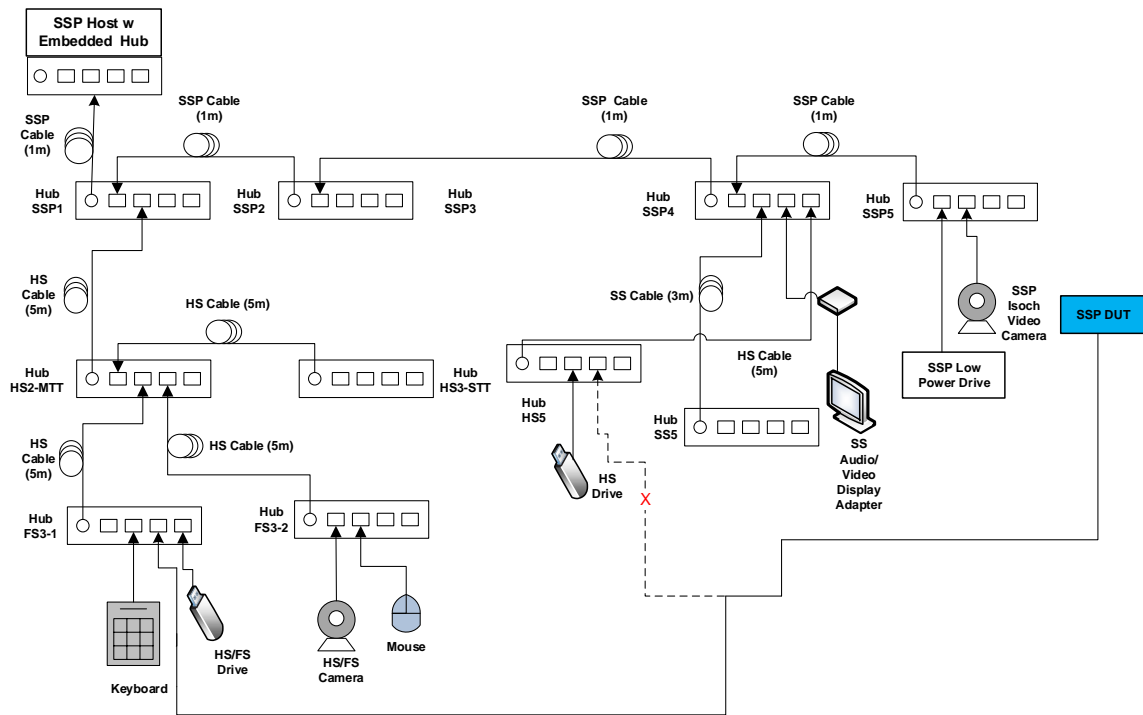 SSP Host w
Embedded Hub
SSP
Cable
(1m)
SSP Cable
(1m)
SSP Cable
(1m)
SSP Cable
(1m)
Hub
SSP1
Hub
SSP2
Hub
SSP3
Hub
SSP4
Hub
SSP5
HS
Cable
(5m)
HS Cable (5m)
SS Cable (3m)
SSP
Isoch
Video
Camera
SSP DUT
Hub
HS2-MTT
Hub
HS3-STT
Hub
HS5
HS Cable
(5m)
SSP Low
Power Drive
Hub
SS5
HS
Cable
(5m)
HS Cable (5m)
HS
Drive
X
SS
Audio/
Video
Display
Adapter
Hub
FS3-1
Hub
FS3-2
Keyboard
HS/FS
Drive
HS/FS
Camera
Mouse